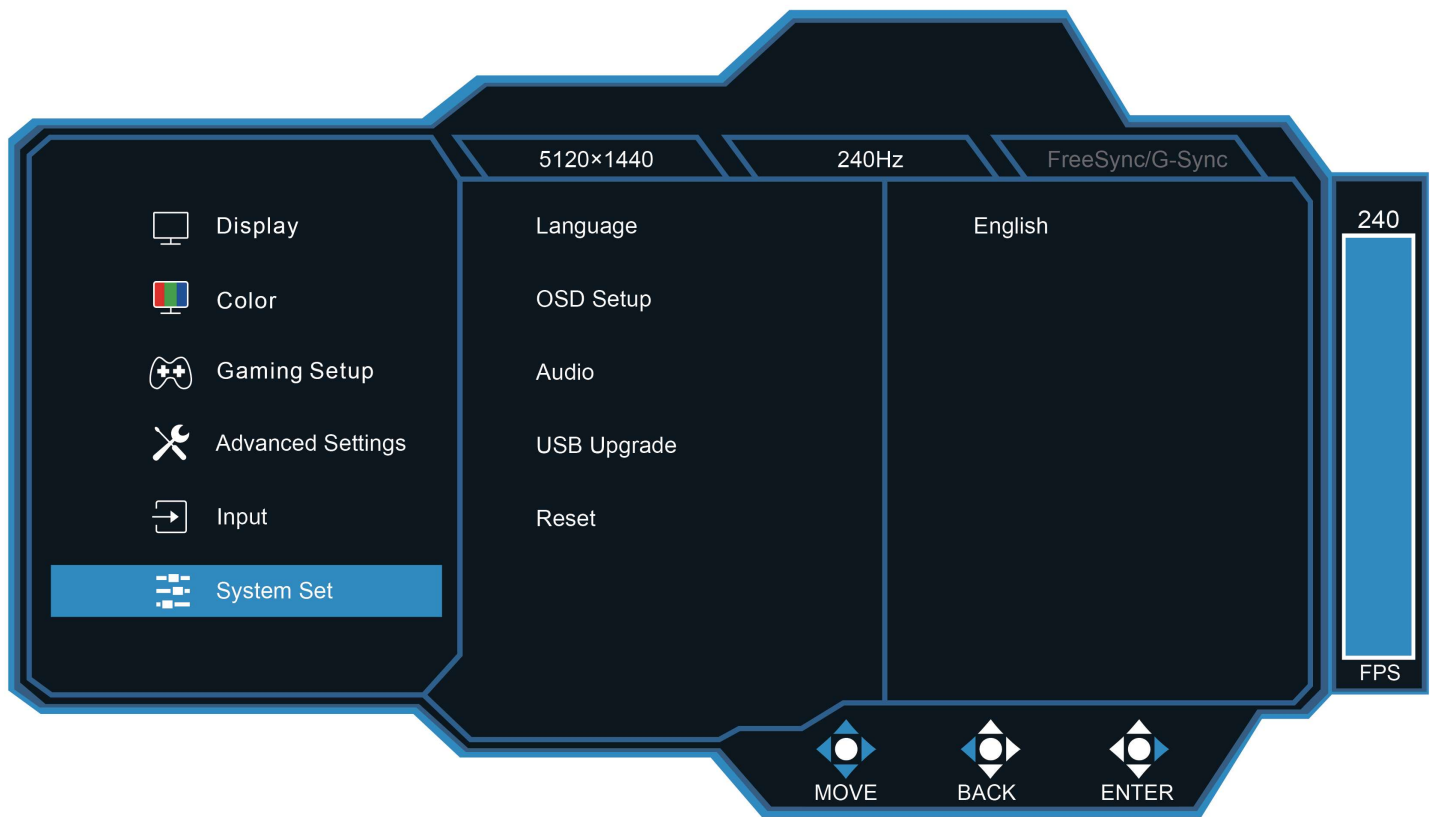 5120×1440
240Hz
FreeSync/G-Sync
Display
Color
Gaming Setup
Advanced Settings
Input
System Set
Language
OSD Setup
Audio
USB Upgrade
Reset
English
240
FPS
MOVE
BACK
ENTER